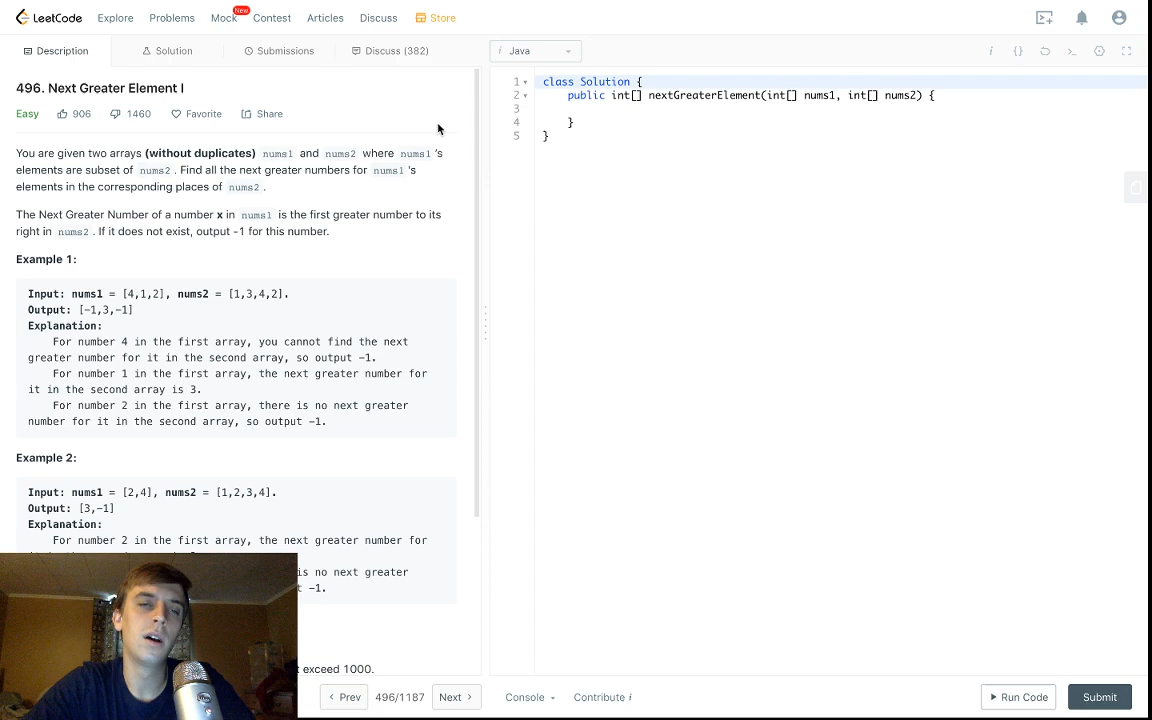 LeetCode
Explore
Problems
Mock
New
Contest
Articles
Discuss
Store
Description
Solution
Submissions
Discuss (382)
i Java
i
{}
>_
496. Next Greater Element I
Easy
906
1460
Favorite
Share
You are given two arrays (without duplicates) nums1 and nums2 where nums1 's
elements are subset of nums2 . Find all the next greater numbers for nums1 's
elements in the corresponding places of nums2 .
The Next Greater Number of a number x in nums1 is the first greater number to its
right in nums2 . If it does not exist, output -1 for this number.
Example 1:
Input: nums1 = [4,1,2], nums2 = [1,3,4,2].
Output: [-1,3,-1]
Explanation:
For number 4 in the first array, you cannot find the next
greater number for it in the second array, so output -1.
For number 1 in the first array, the next greater number for
it in the second array is 3.
For number 2 in the first array, there is no next greater
number for it in the second array, so output -1.
Example 2:
Input: nums1 = [2,4], nums2 = [1,2,3,4].
Output: [3,-1]
Explanation:
For number 2 in the first array, the next greater number for
is no next greater
t -1.
t exceed 1000.
1 class Solution {
2 public int[] nextGreaterElement(int[] nums1, int[] nums2) {
3
4 }
5 }
Prev
496/1187
Next
Console
Contribute i
Run Code
Submit